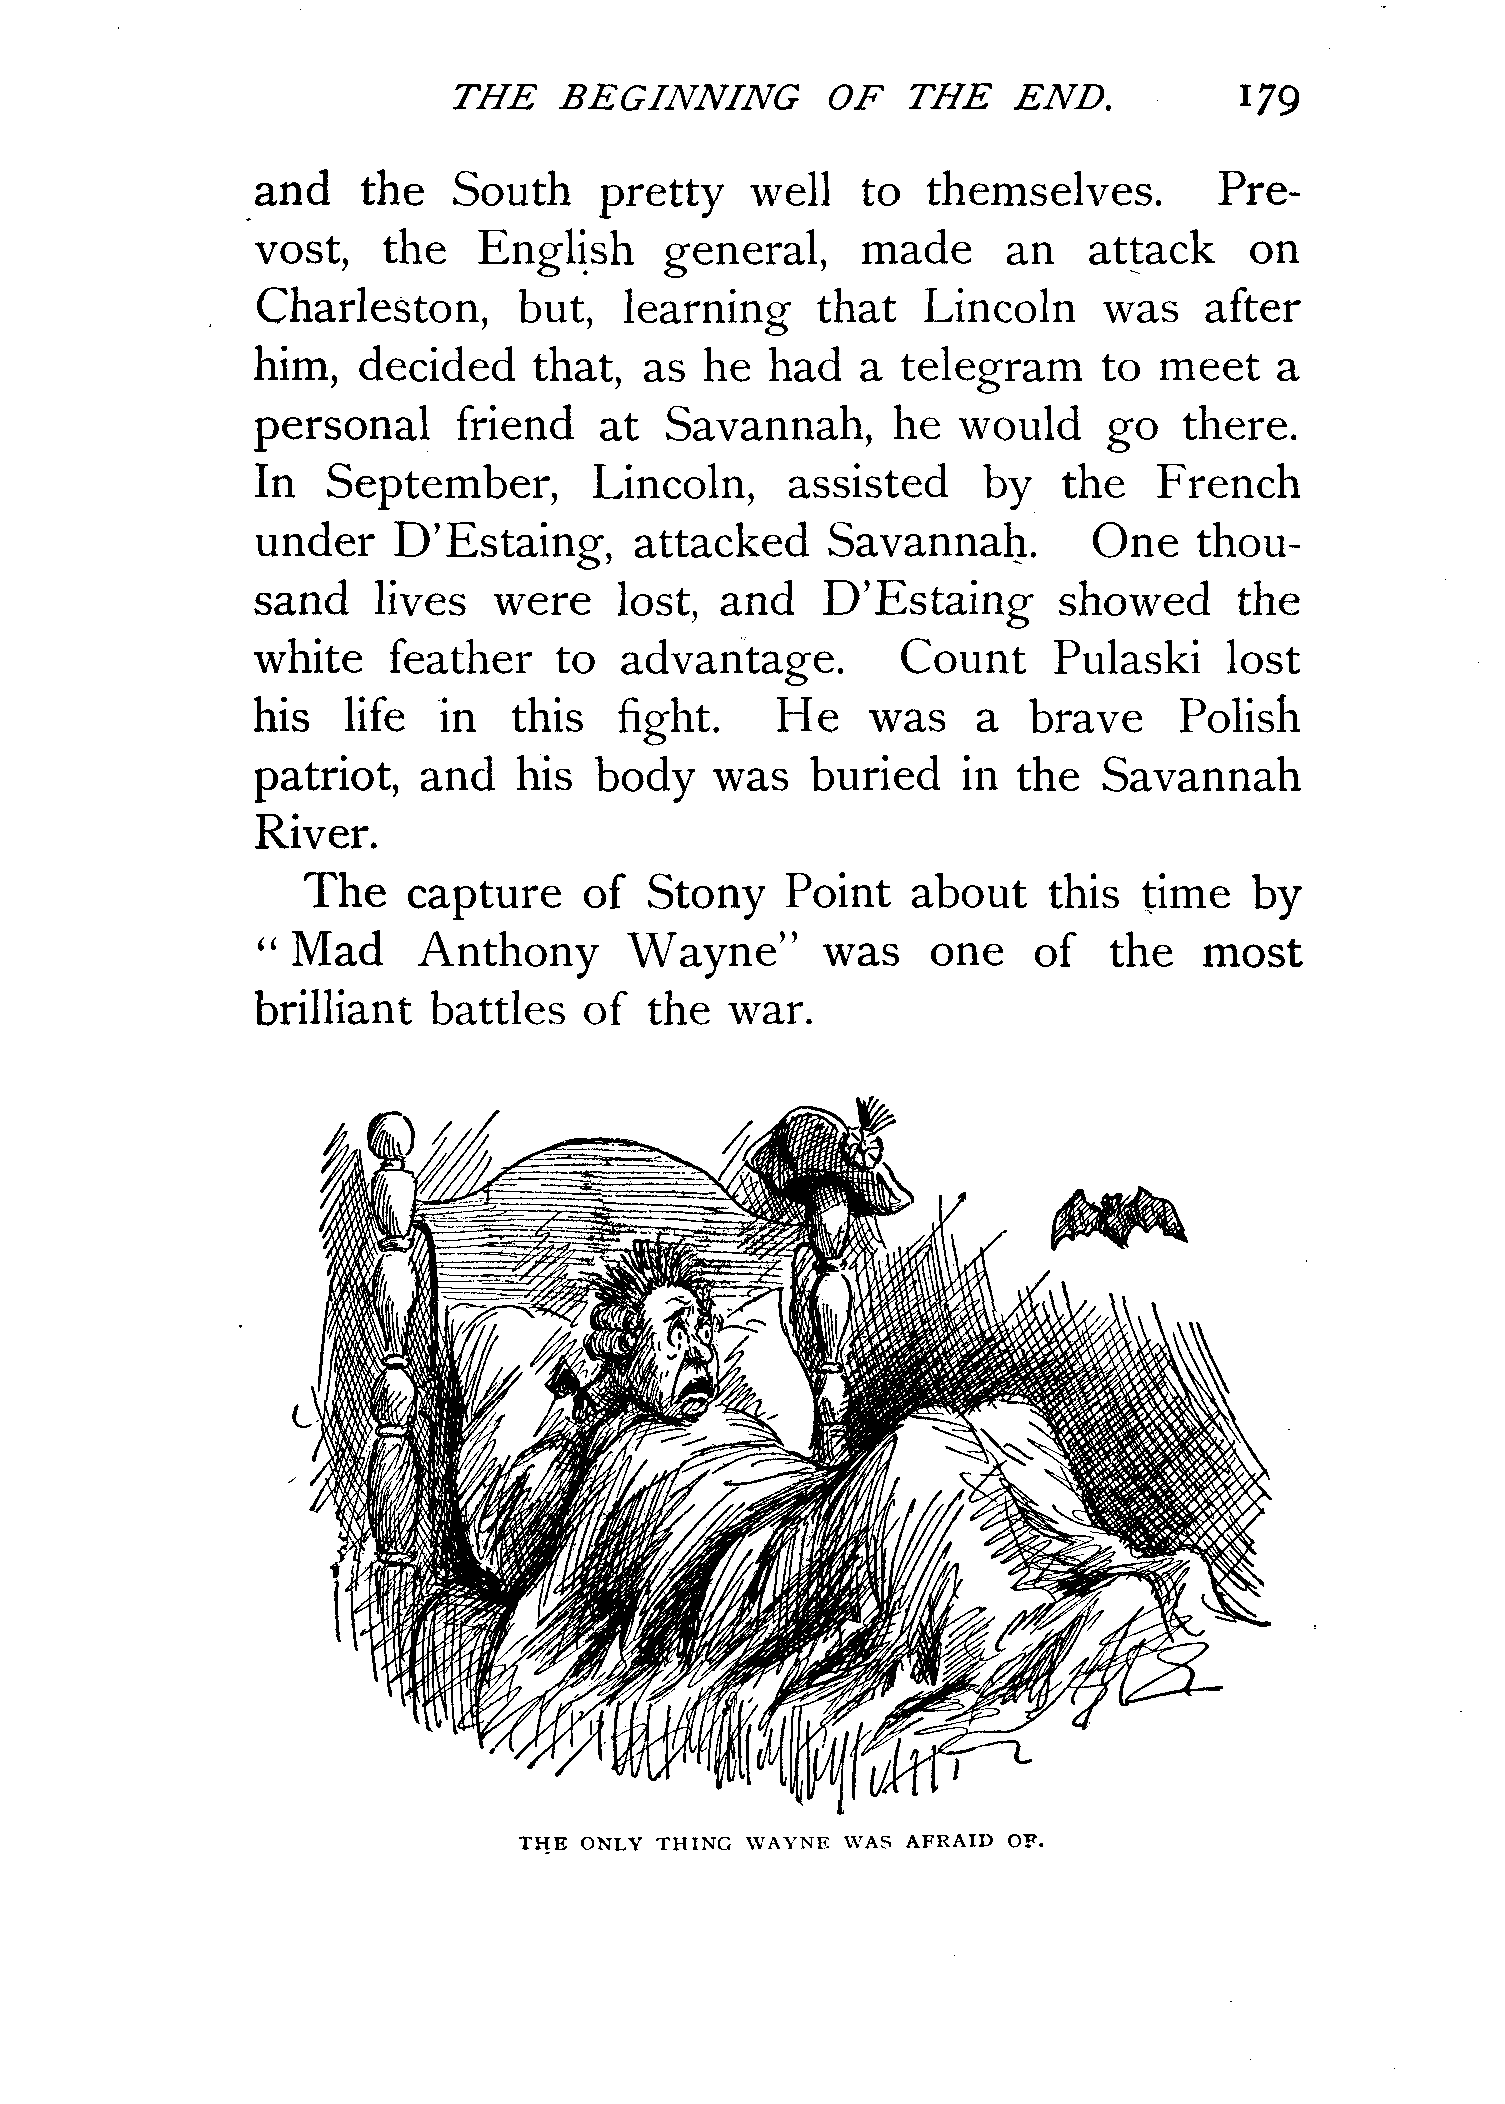 THE BEGINNING OF THE END. 179
and the South pretty well to themselves. Pre-
vost, the English general, made an attack on
Charleston, but, learning that Lincoln was after
him, decided that, as he had a telegram to meet a
personal friend at Savannah, he would go there.
In September, Lincoln, assisted by the French
under D'Estaing, attacked Savannah. One thou-
sand lives were lost, and D'Estaing showed the
white feather to advantage. Count Pulaski lost
his life in this fight. He was a brave Polish
patriot, and his body was buried in the Savannah
River.
The capture of Stony Point about this time by
“Mad Anthony Wayne” was one of the most
brilliant battles of the war.
THE ONLY THING WAYNE WAS AFRAID OF.